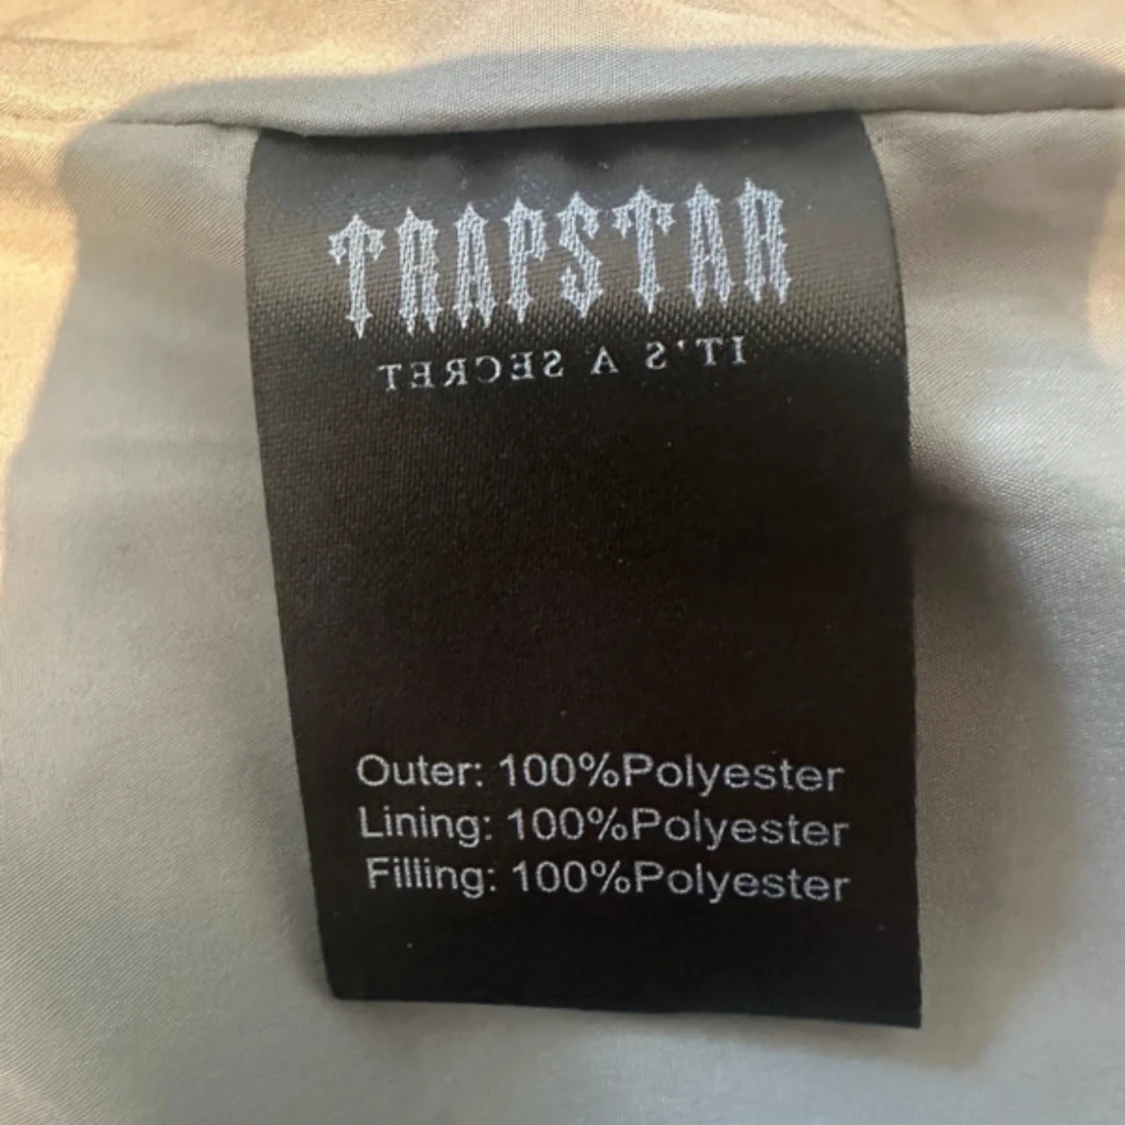 TRAPSTAR
IT'S A SECRET
Outer: 100%Polyester
Lining: 100%Polyester
Filling: 100%Polyester